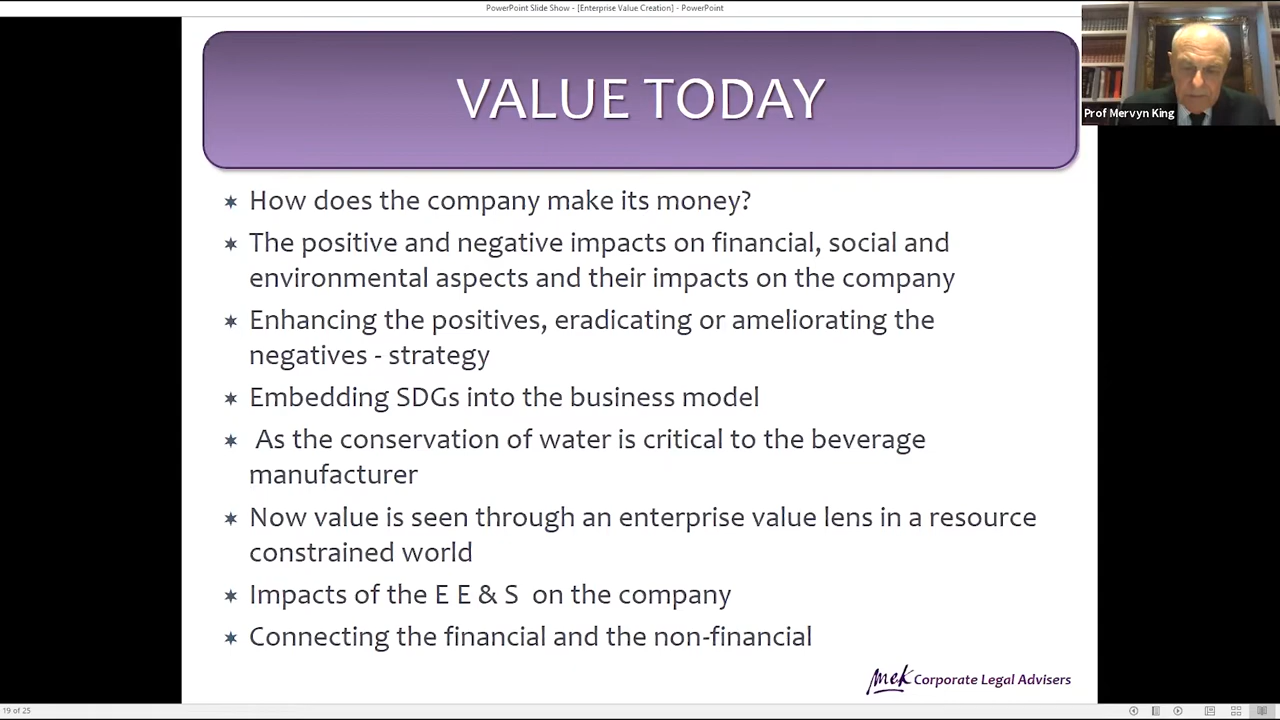 PowerPoint Slide Show - [Enterprise Value Creation] - PowerPoint
VALUE TODAY
Prof Mervyn King
How does the company make its money?
The positive and negative impacts on financial, social and
environmental aspects and their impacts on the company
Enhancing the positives, eradicating or ameliorating the
negatives - strategy
Embedding SDGs into the business model
As the conservation of water is critical to the beverage
manufacturer
Now value is seen through an enterprise value lens in a resource
constrained world
Impacts of the E E & S on the company
Connecting the financial and the non-financial
mek Corporate Legal Advisers
19 of 25